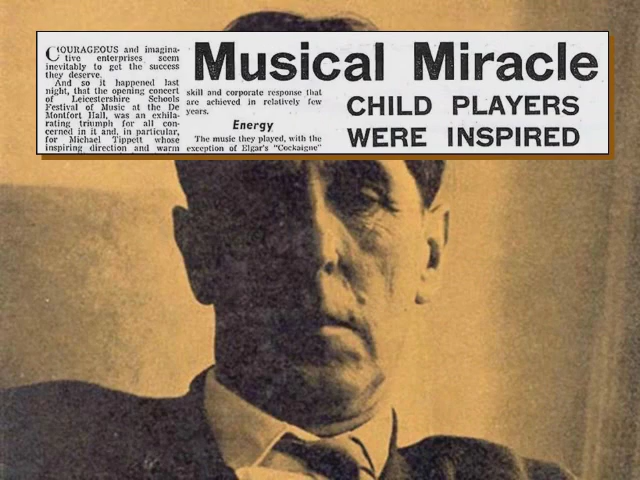 COURAGEOUS and imagina-
tive enterprises seem
inevitably to get the success
they deserve.
And so it happened last
night, that the opening concert
of Leicestershire Schools
Festival of Music at the De
Montfort Hall, was an exhila-
rating triumph for all con-
cerned in it and, in particular,
for Michael Tippett whose
inspiring direction and warm
Musical Miracle
skill and corporate response that
are achieved in relatively few
years.
Energy
The music they played, with the
exception of Elgar's "Cockaigne"
CHILD PLAYERS
WERE INSPIRED